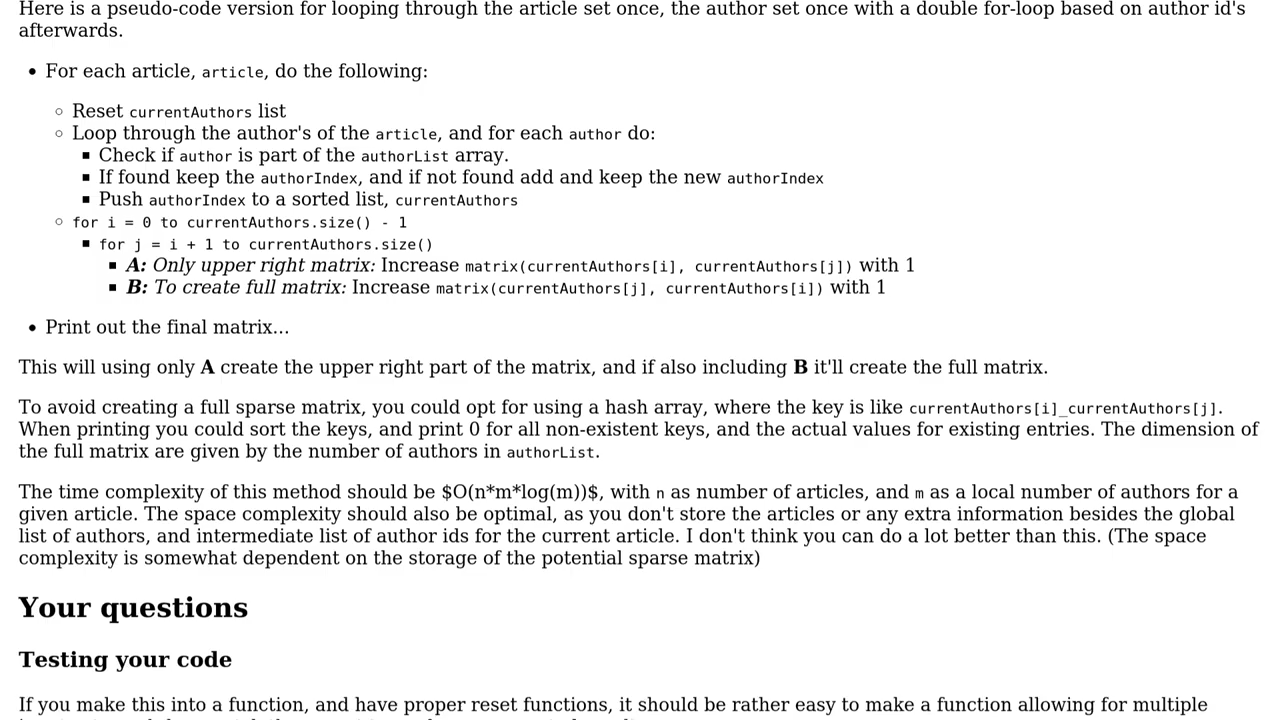 Here is a pseudo-code version for looping through the article set once, the author set once with a double for-loop based on author id's
afterwards.
• For each article, article, do the following:
◦ Reset currentAuthors list
◦ Loop through the author's of the article, and for each author do:
▪ Check if author is part of the authorList array.
▪ If found keep the authorIndex, and if not found add and keep the new authorIndex
▪ Push authorIndex to a sorted list, currentAuthors
◦ for i = 0 to currentAuthors.size() - 1
▪ for j = i + 1 to currentAuthors.size()
▪ A: Only upper right matrix: Increase matrix(currentAuthors[i], currentAuthors[j]) with 1
▪ B: To create full matrix: Increase matrix(currentAuthors[j], currentAuthors[i]) with 1
• Print out the final matrix...
This will using only A create the upper right part of the matrix, and if also including B it'll create the full matrix.
To avoid creating a full sparse matrix, you could opt for using a hash array, where the key is like currentAuthors[i]_currentAuthors[j].
When printing you could sort the keys, and print 0 for all non-existent keys, and the actual values for existing entries. The dimension of
the full matrix are given by the number of authors in authorList.
The time complexity of this method should be $O(n*m*log(m))$, with n as number of articles, and m as a local number of authors for a
given article. The space complexity should also be optimal, as you don't store the articles or any extra information besides the global
list of authors, and intermediate list of author ids for the current article. I don't think you can do a lot better than this. (The space
complexity is somewhat dependent on the storage of the potential sparse matrix)
Your questions
Testing your code
If you make this into a function, and have proper reset functions, it should be rather easy to make a function allowing for multiple